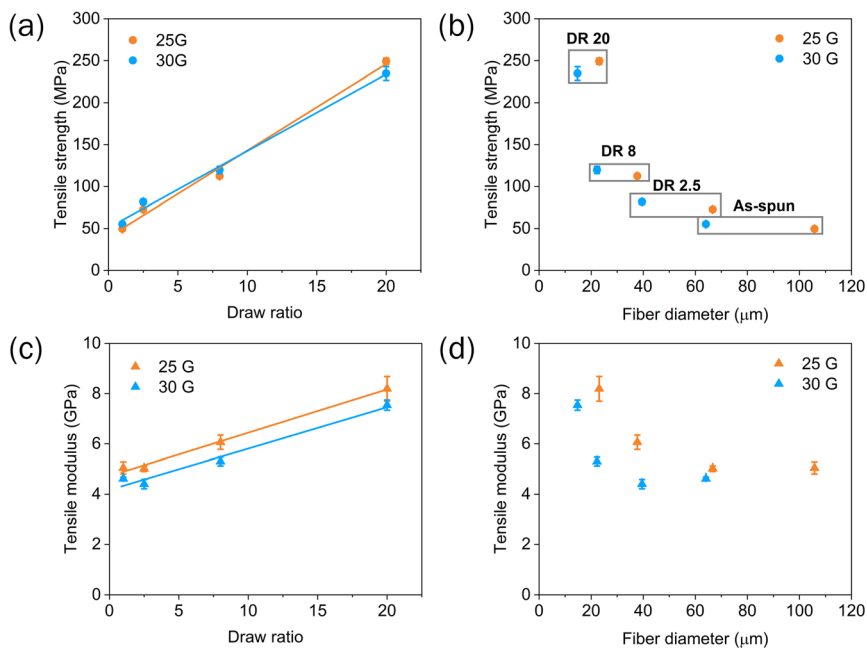 (a)
25G
30G
300
250
200
150
100
50
0
Tensile strength (MPa)
0
5
10
15
20
Draw ratio
(b)
DR 20
25 G
30 G
DR 8
DR 2.5
As-spun
300
250
200
150
100
50
0
Tensile strength (MPa)
0
20
40
60
80
100
120
Fiber diameter (μm)
(c)
25 G
30 G
10
8
6
4
2
0
Tensile modulus (GPa)
0
5
10
15
20
Draw ratio
(d)
25 G
30 G
10
8
6
4
2
0
Tensile modulus (GPa)
0
20
40
60
80
100
120
Fiber diameter (μm)